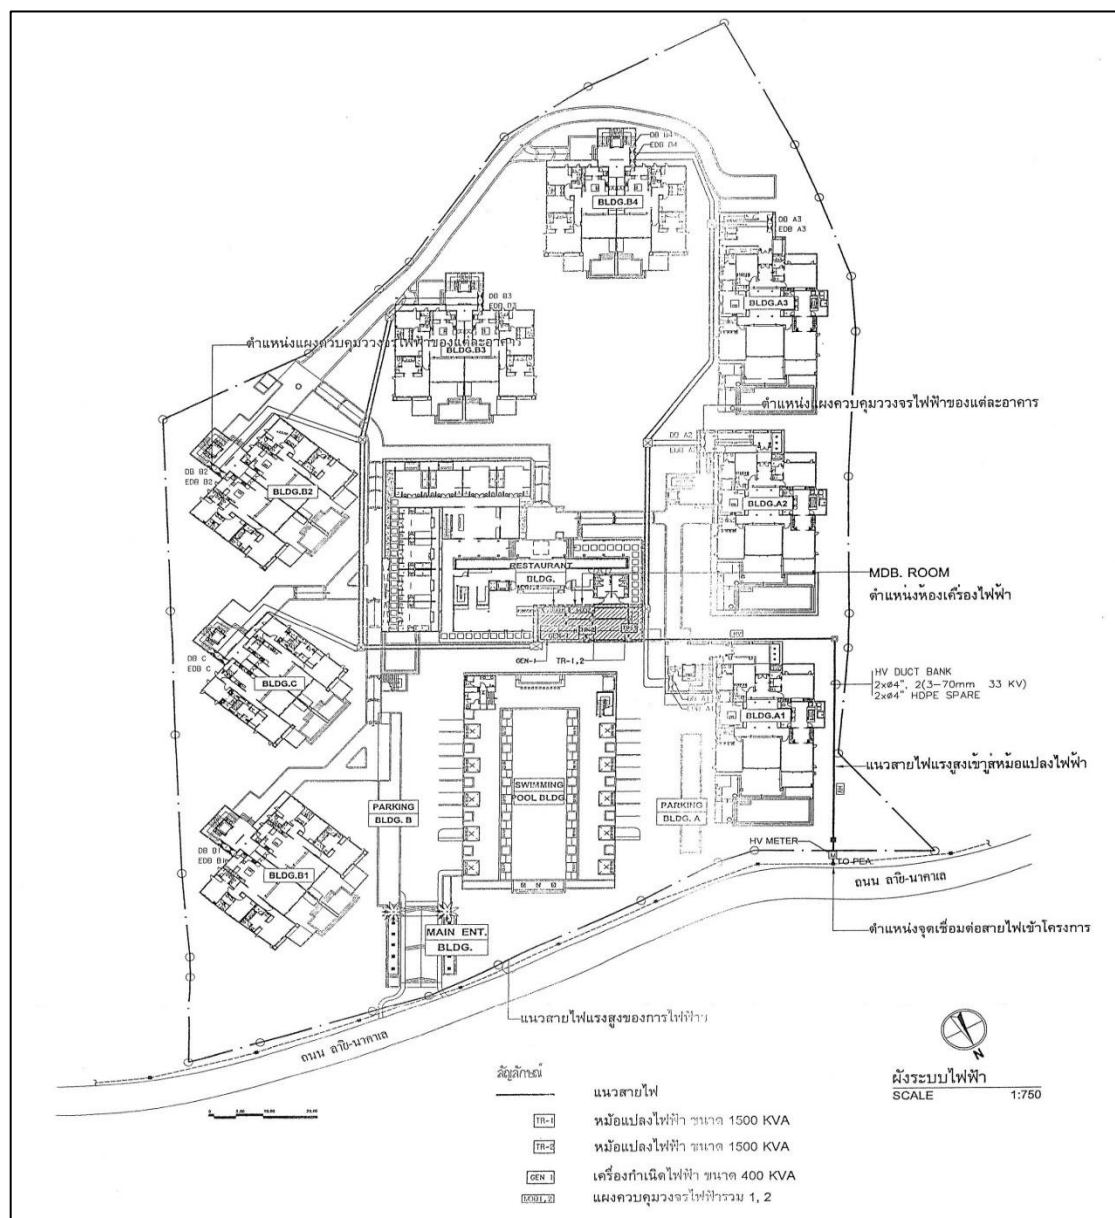 DB B4
EDB B4
BLDG.B4
DB A3
EDB A3
BLDG.A3
DB B3
EDB B3
ตำแหน่งแผงควบคุมวงจรไฟฟ้าของแต่ละอาคาร
BLDG.B3
ตำแหน่งแผงควบคุมวงจรไฟฟ้าของแต่ละอาคาร
DB A2
EDB A2
DB B2
EDB B2
BLDG.B2
BLDG.A2
RESTAURANT
BLDG.
MDB. ROOM
ตำแหน่งห้องเครื่องไฟฟ้า
HV
GEN-1
TR-1,2
DB C
EDB C
BLDG.C
HV DUCT BANK
2xø4", 2(3-70mm 33 KV)
2xø4" HDPE SPARE
BLDG.A1
แนวสายไฟแรงสูงเข้าสู่หม้อแปลงไฟฟ้า
SWIMMING
POOL BLDG.
PARKING
BLDG. B
PARKING
BLDG. A
HV METER
M
TO PEA.
DB B1
EDB B1
BLDG.B1
MAIN ENT.
BLDG.
ตำแหน่งจุดเชื่อมต่อสายไฟเข้าโครงการ
แนวสายไฟแรงสูงของการไฟฟ้าฯ
N
สัญลักษณ์
แนวสายไฟ
TR-1 หม้อแปลงไฟฟ้า ขนาด 1500 KVA
TR-2 หม้อแปลงไฟฟ้า ขนาด 1500 KVA
GEN 1 เครื่องกำเนิดไฟฟ้า ขนาด 400 KVA
MDB1,2 แผงควบคุมวงจรไฟฟ้ารวม 1, 2
ผังระบบไฟฟ้า
SCALE 1:750